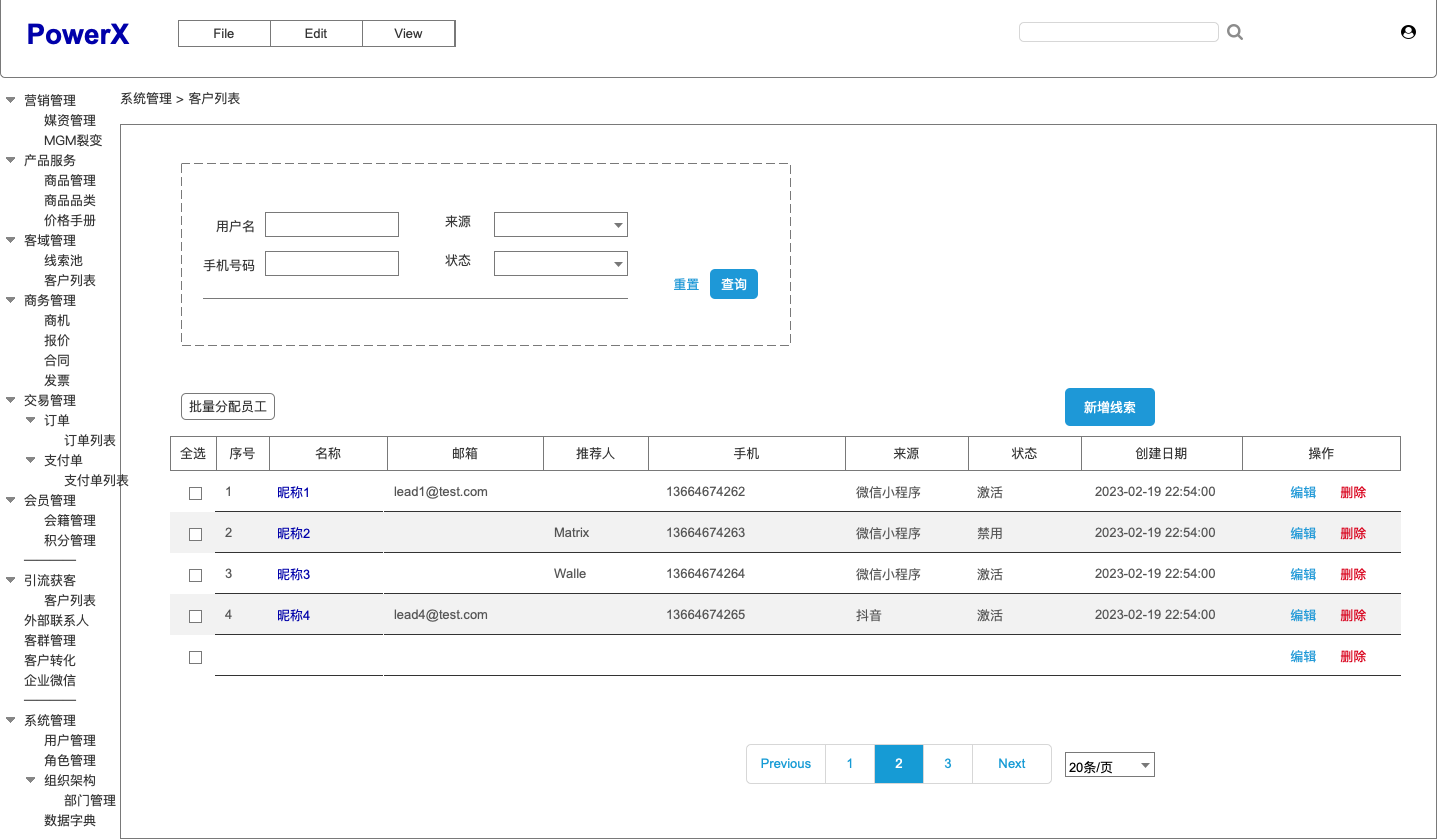 PowerX
File Edit View
系统管理 > 客户列表
营销管理
媒资管理
MGM裂变
产品服务
商品管理
商品品类
价格手册
客域管理
线索池
客户列表
商务管理
商机
报价
合同
发票
交易管理
订单
订单列表
支付单
支付单列表
会员管理
会籍管理
积分管理
引流获客
客户列表
外部联系人
客群管理
客户转化
企业微信
系统管理
用户管理
角色管理
组织架构
部门管理
数据字典
用户名 来源
手机号码 状态
重置 查询
批量分配员工 新增线索
全选 序号 名称 邮箱 推荐人 手机 来源 状态 创建日期 操作
1 昵称1 lead1@test.com 13664674262 微信小程序 激活 2023-02-19 22:54:00 编辑 删除
2 昵称2 Matrix 13664674263 微信小程序 禁用 2023-02-19 22:54:00 编辑 删除
3 昵称3 Walle 13664674264 微信小程序 激活 2023-02-19 22:54:00 编辑 删除
4 昵称4 lead4@test.com 13664674265 抖音 激活 2023-02-19 22:54:00 编辑 删除
编辑 删除
Previous 1 2 3 Next 20条/页